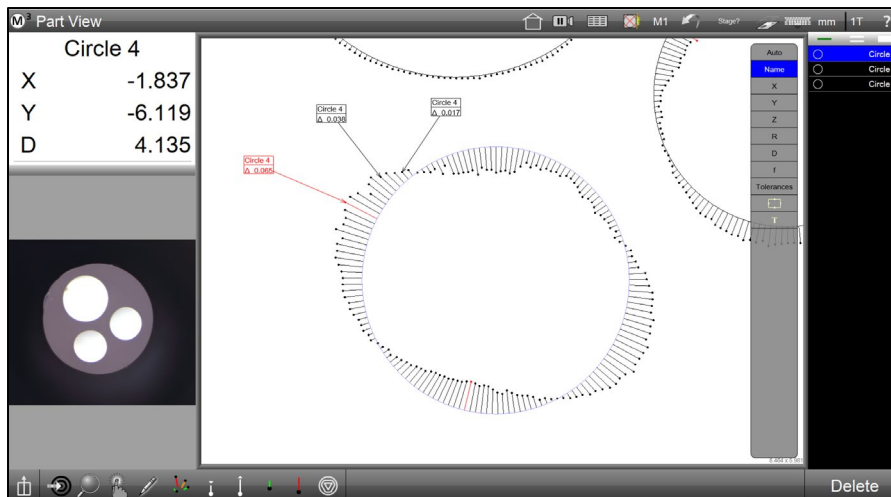 M³ Part View
M1
Stage?
mm
1T
?
Circle 4
X -1.837
Y -6.119
D 4.135
Circle 4
Δ 0.038
Circle 4
Δ 0.017
Circle 4
Δ 0.065
Auto
Name
X
Y
Z
R
D
f
Tolerances
T
Circle
Circle
Circle
Delete